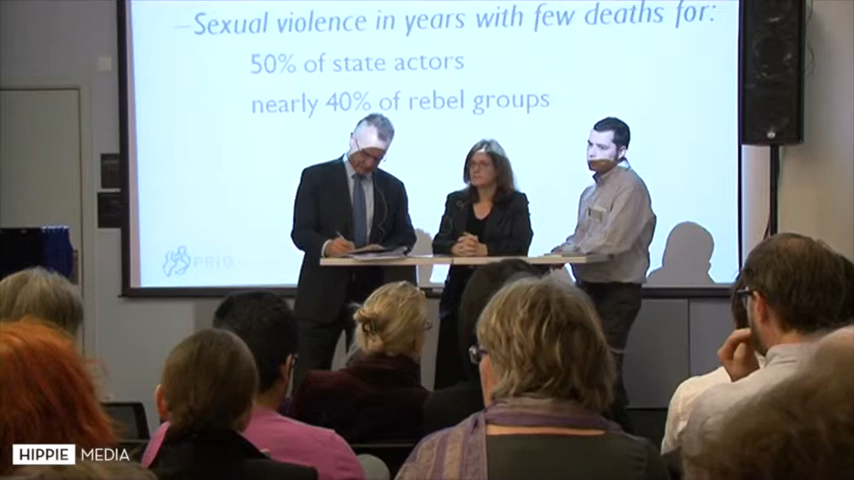 –Sexual violence in years with few deaths for:
50% of state actors
nearly 40% of rebel groups
PRIO
HIPPIE MEDIA